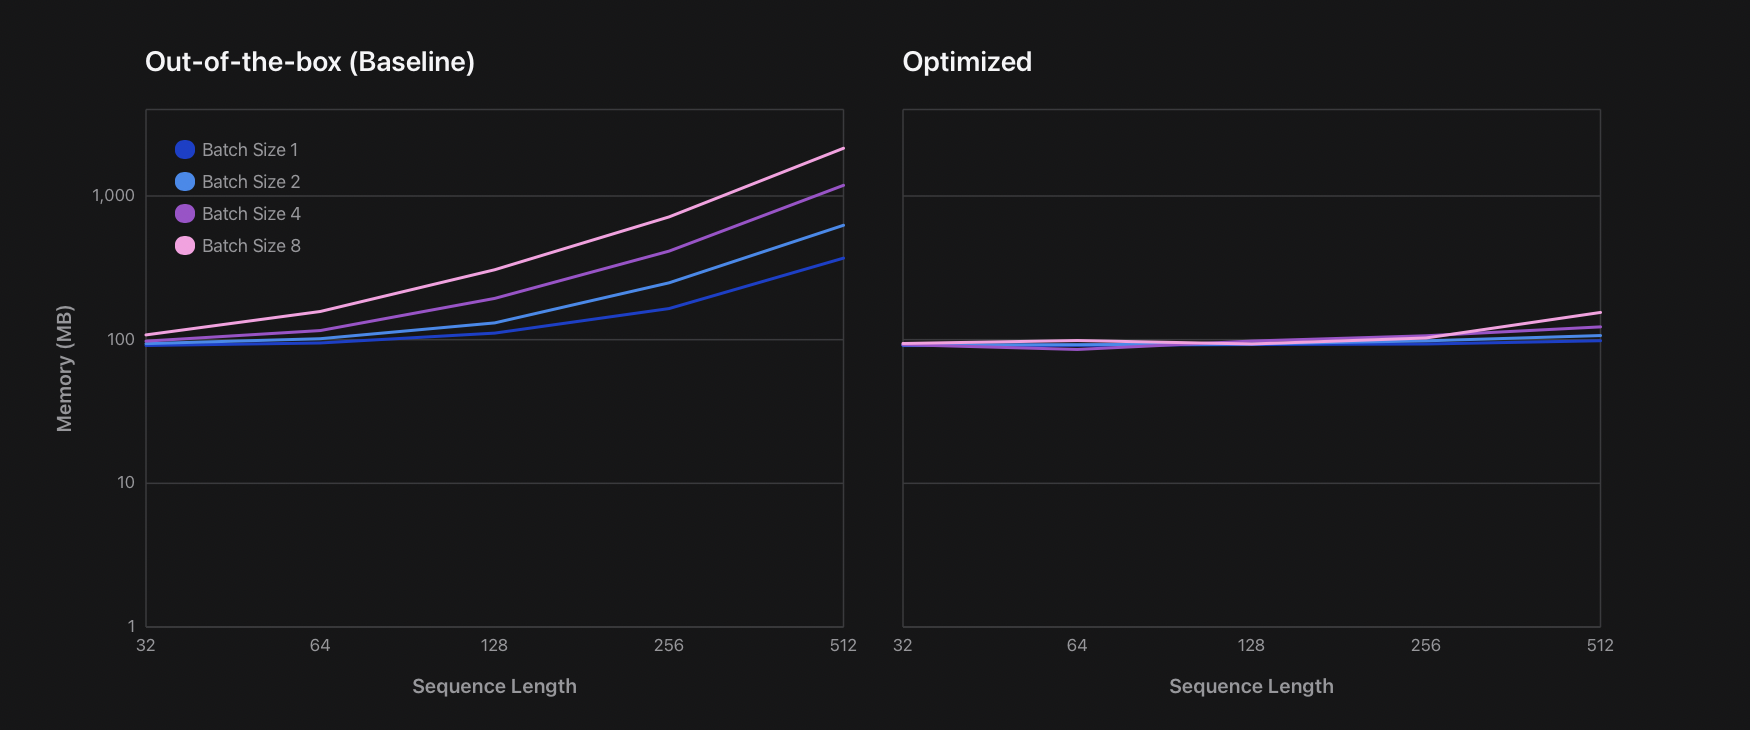 Out-of-the-box (Baseline)
Batch Size 1
Batch Size 2
Batch Size 4
Batch Size 8
1,000
100
10
1
Memory (MB)
32 64 128 256 512
Sequence Length
Optimized
32 64 128 256 512
Sequence Length